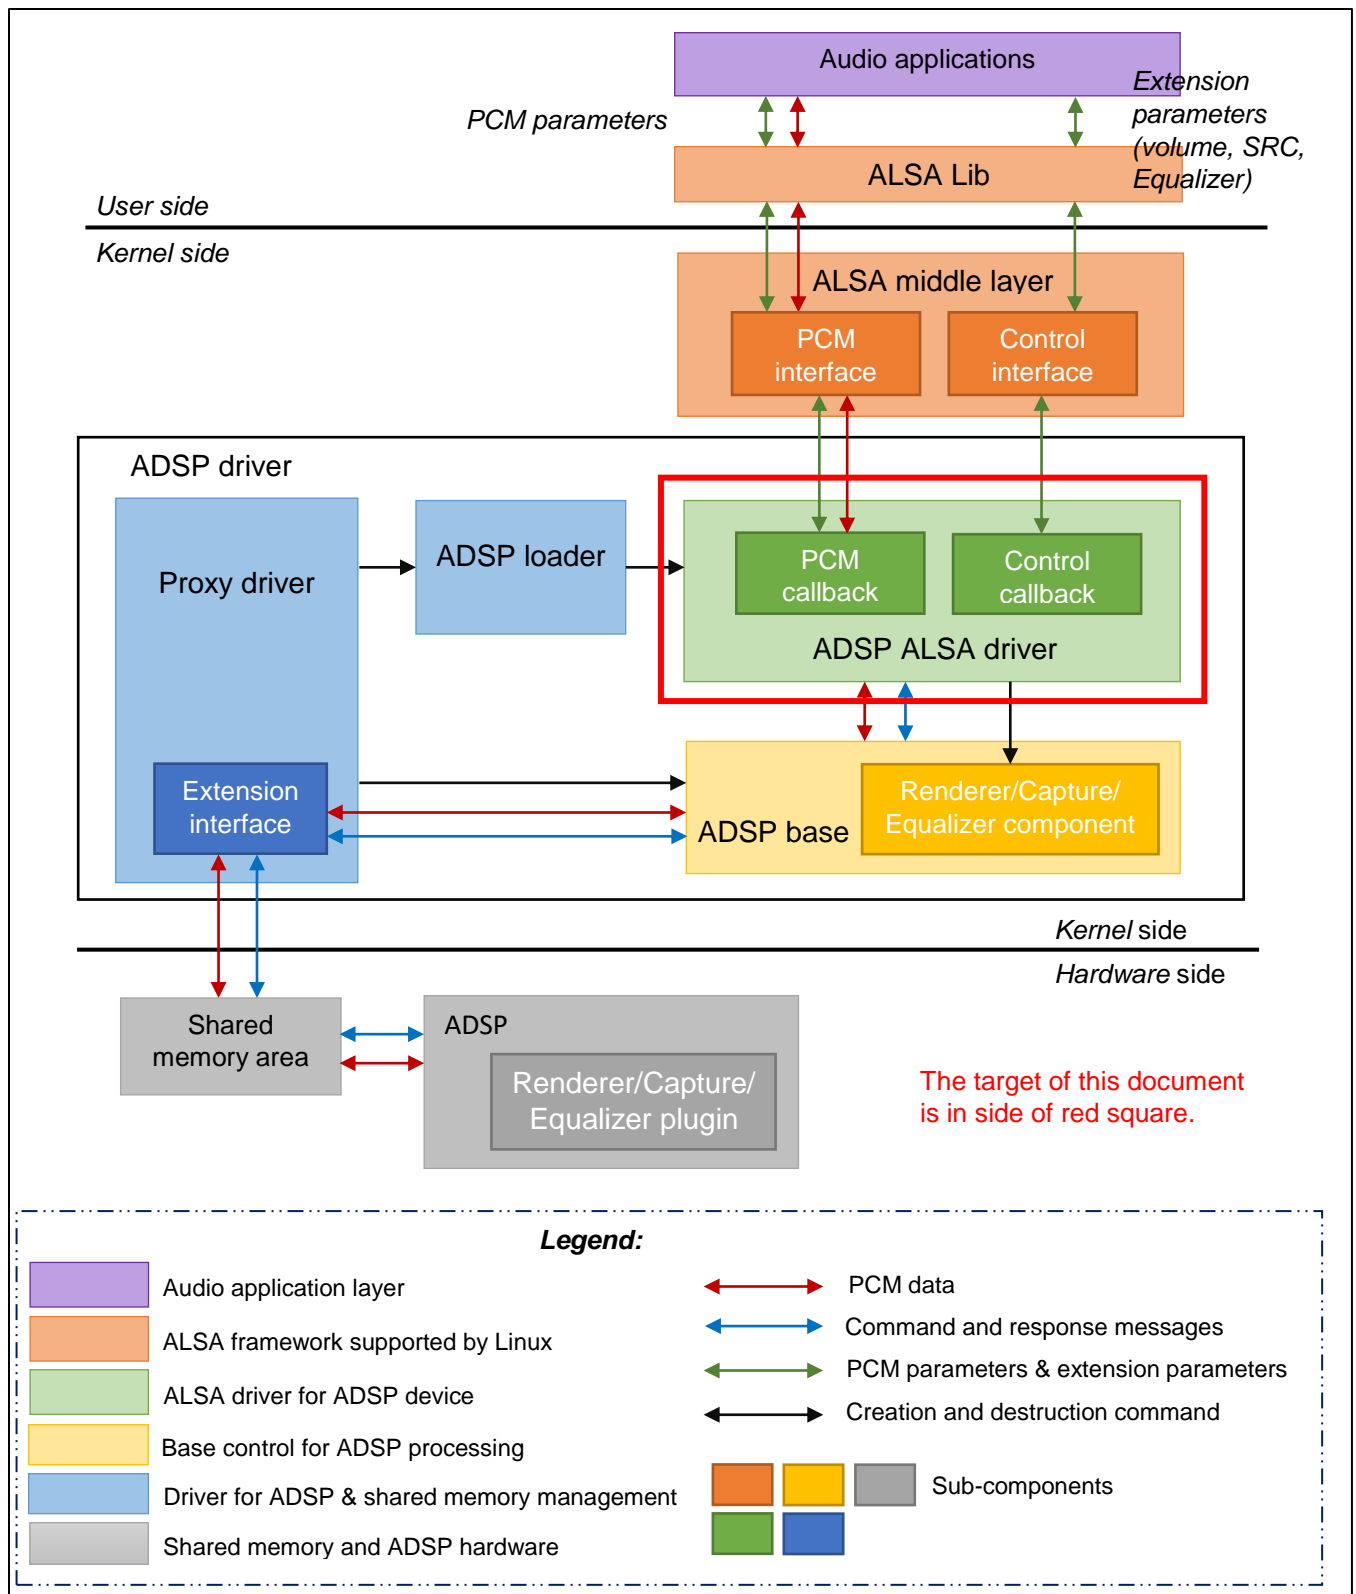 Audio applications
PCM parameters
Extension
parameters
(volume, SRC,
Equalizer)
ALSA Lib
User side
Kernel side
ALSA middle layer
PCM
interface
Control
interface
ADSP driver
Proxy driver
ADSP loader
PCM
callback
Control
callback
ADSP ALSA driver
Extension
interface
ADSP base
Renderer/Capture/
Equalizer component
Kernel side
Hardware side
Shared
memory area
ADSP
Renderer/Capture/
Equalizer plugin
The target of this document
is in side of red square.
Legend:
Audio application layer
ALSA framework supported by Linux
ALSA driver for ADSP device
Base control for ADSP processing
Driver for ADSP & shared memory management
Shared memory and ADSP hardware
PCM data
Command and response messages
PCM parameters & extension parameters
Creation and destruction command
Sub-components